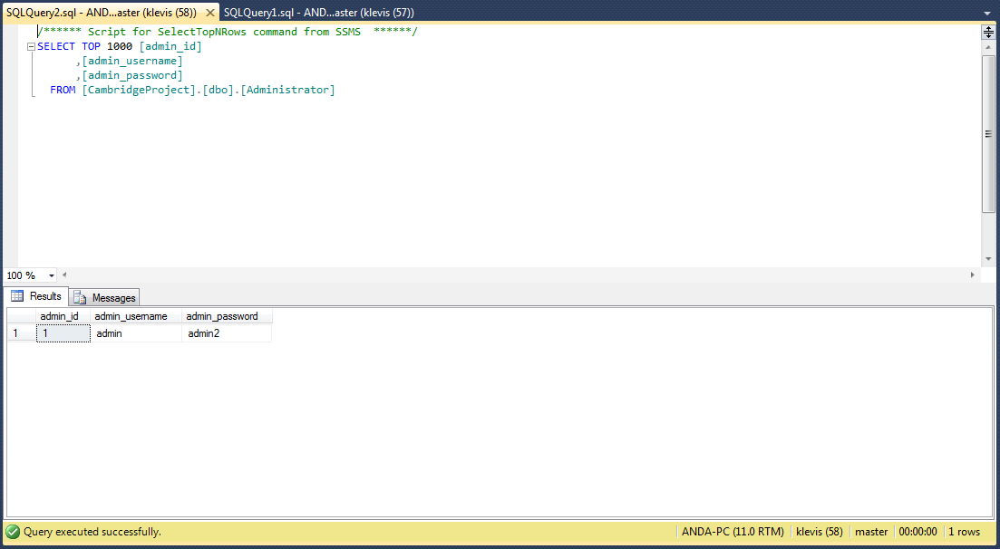 SQLQuery2.sql - AND...aster (klevis (58)) SQLQuery1.sql - AND...aster (klevis (57))
/****** Script for SelectTopNRows command from SSMS  ******/
SELECT TOP 1000 [admin_id]
,[admin_username]
,[admin_password]
FROM [CambridgeProject].[dbo].[Administrator]
100 %
Results Messages
admin_id admin_username admin_password
1 1 admin admin2
Query executed successfully. ANDA-PC (11.0 RTM) klevis (58) master 00:00:00 1 rows